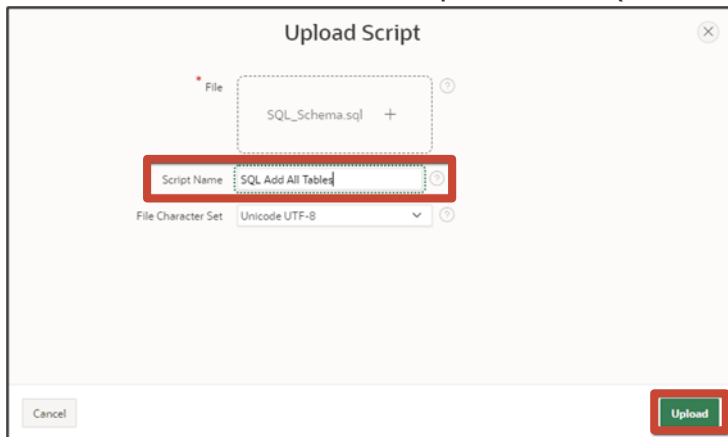 Upload Script
* File
SQL_Schema.sql +
Script Name SQL Add All Tables
File Character Set Unicode UTF-8
Cancel Upload